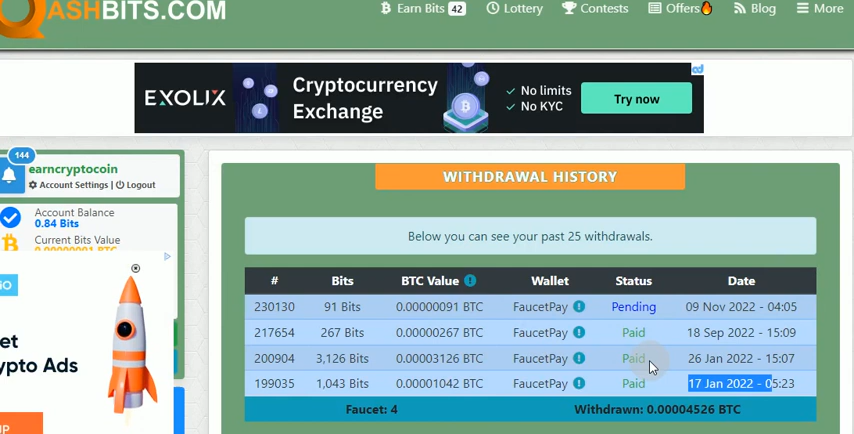 QASHBITS.COM
Earn Bits 42 Lottery Contests Offers Blog More
EXOLIX
Cryptocurrency
Exchange
No limits
No KYC
Try now
144
earncryptocoin
Account Settings | Logout
Account Balance
0.84 Bits
Current Bits Value
WITHDRAWAL HISTORY
Below you can see your past 25 withdrawals.
# Bits BTC Value Wallet Status Date
230130 91 Bits 0.00000091 BTC FaucetPay Pending 09 Nov 2022 - 04:05
217654 267 Bits 0.00000267 BTC FaucetPay Paid 18 Sep 2022 - 15:09
200904 3,126 Bits 0.00003126 BTC FaucetPay Paid 26 Jan 2022 - 15:07
199035 1,043 Bits 0.00001042 BTC FaucetPay Paid 17 Jan 2022 - 05:23
Faucet: 4 Withdrawn: 0.00004526 BTC
et
ypto Ads
up